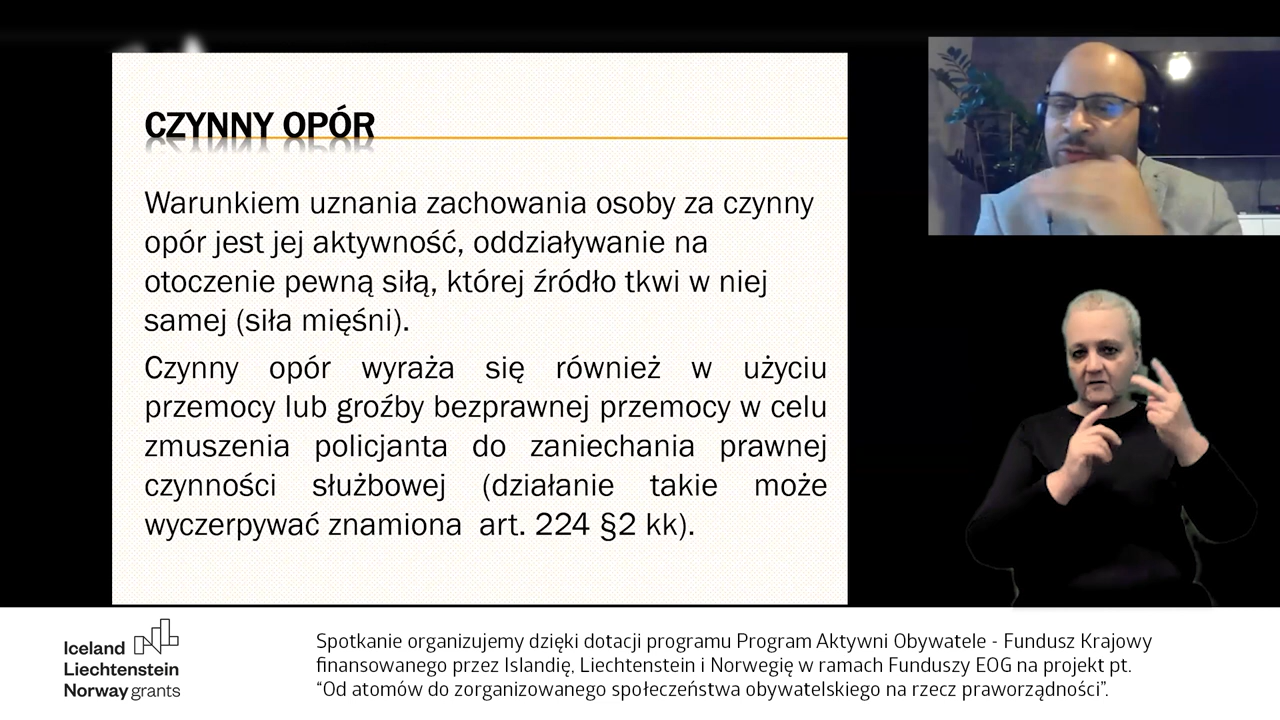 CZYNNY OPÓR
Warunkiem uznania zachowania osoby za czynny
opór jest jej aktywność, oddziaływanie na
otoczenie pewną siłą, której źródło tkwi w niej
samej (siła mięśni).
Czynny opór wyraża się również w użyciu
przemocy lub groźby bezprawnej przemocy w celu
zmuszenia policjanta do zaniechania prawnej
czynności służbowej (działanie takie może
wyczerpywać znamiona art. 224 §2 kk).
Iceland
Liechtenstein
Norway grants
Spotkanie organizujemy dzięki dotacji programu Program Aktywni Obywatele - Fundusz Krajowy
finansowanego przez Islandię, Liechtenstein i Norwegię w ramach Funduszy EOG na projekt pt.
“Od atomów do zorganizowanego społeczeństwa obywatelskiego na rzecz praworządności”.